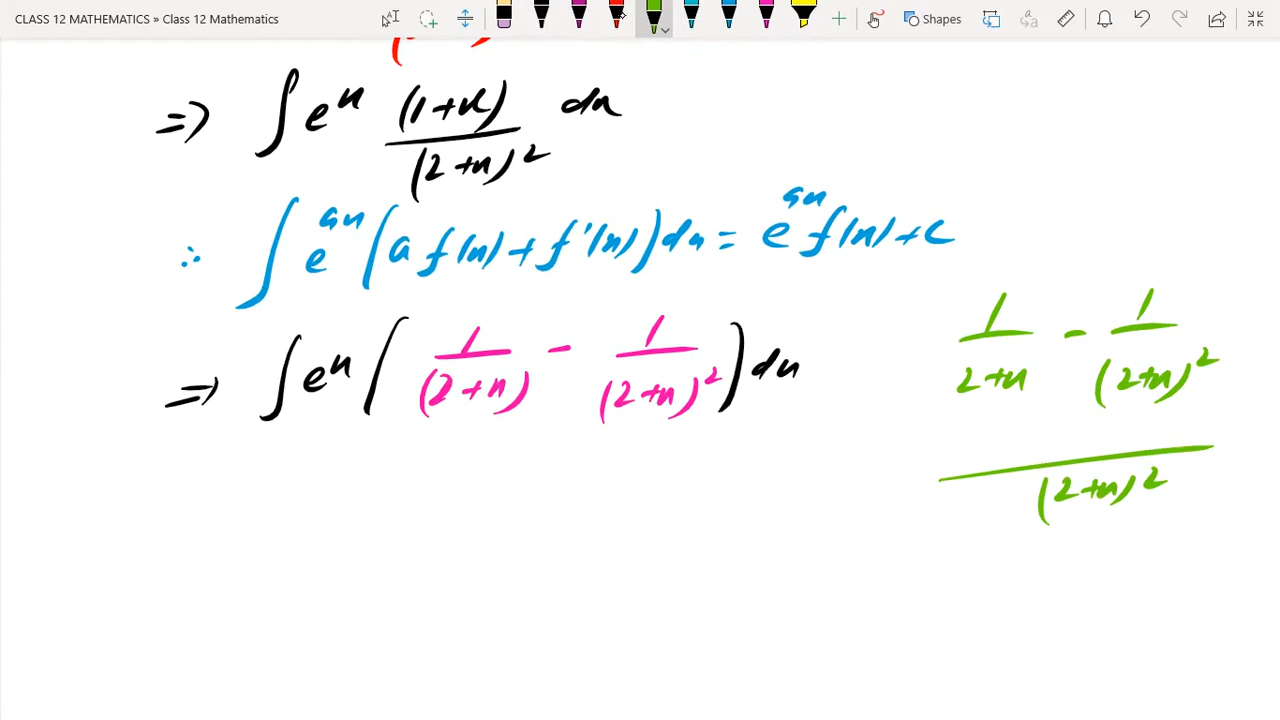 CLASS 12 MATHEMATICS » Class 12 Mathematics
Shapes
=> ∫ e^x (1+x)/(2+x)^2 dx
∴ ∫ e^ax (a f(x) + f'(x)) dx = e^ax f(x) + c
=> ∫ e^x ( 1/(2+x) - 1/(2+x)^2 ) dx
1/2+x - 1/(2+x)^2
(2+x)^2